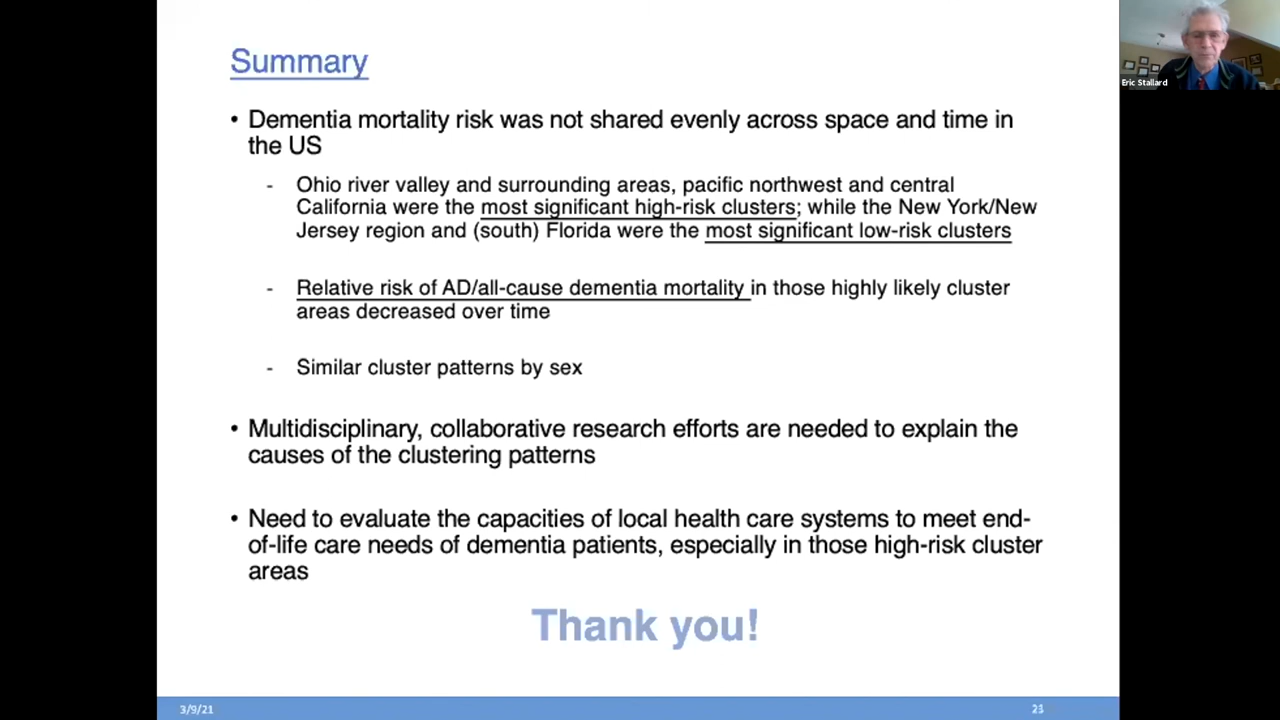 Summary
Eric Stallard
• Dementia mortality risk was not shared evenly across space and time in
the US
- Ohio river valley and surrounding areas, pacific northwest and central
California were the most significant high-risk clusters; while the New York/New
Jersey region and (south) Florida were the most significant low-risk clusters
- Relative risk of AD/all-cause dementia mortality in those highly likely cluster
areas decreased over time
- Similar cluster patterns by sex
• Multidisciplinary, collaborative research efforts are needed to explain the
causes of the clustering patterns
• Need to evaluate the capacities of local health care systems to meet end-
of-life care needs of dementia patients, especially in those high-risk cluster
areas
Thank you!
3/9/21